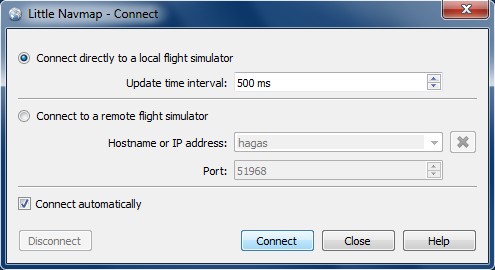 Little Navmap - Connect
Connect directly to a local flight simulator
Update time interval: 500 ms
Connect to a remote flight simulator
Hostname or IP address: hagas
Port: 51968
Connect automatically
Disconnect Connect Close Help